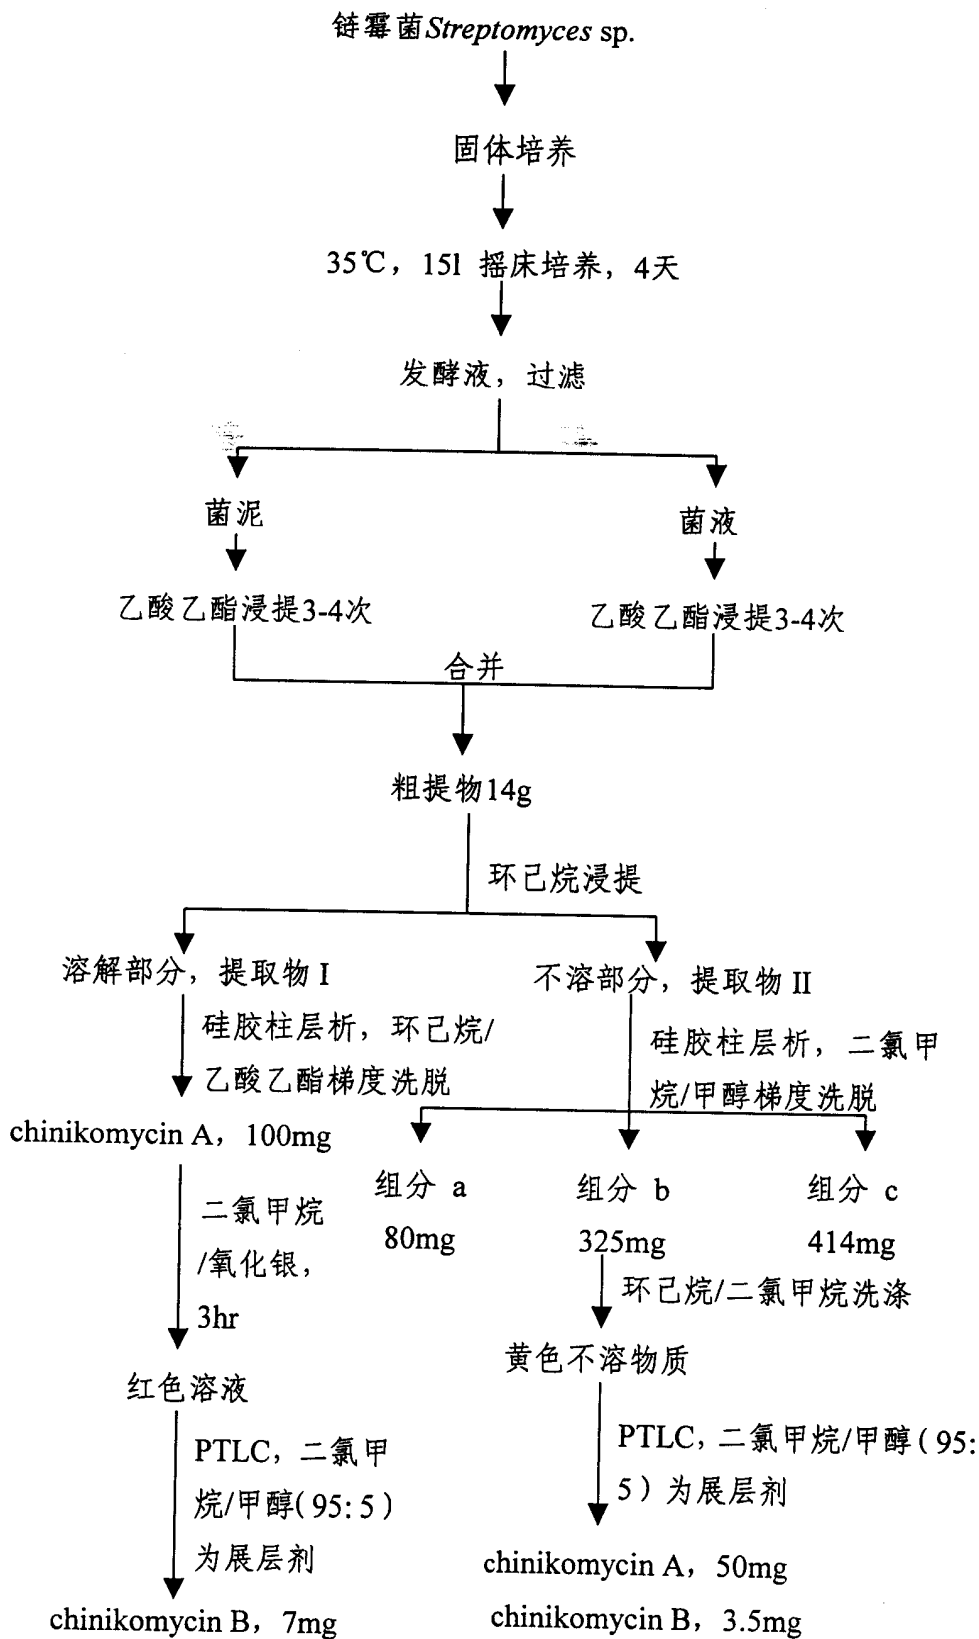 链霉菌Streptomyces sp.
固体培养
35℃，15l 摇床培养，4天
发酵液，过滤
菌泥
菌液
乙酸乙酯浸提3-4次
乙酸乙酯浸提3-4次
合并
粗提物14g
环己烷浸提
溶解部分，提取物 I
不溶部分，提取物 II
硅胶柱层析，环己烷/
乙酸乙酯梯度洗脱
硅胶柱层析，二氯甲
烷/甲醇梯度洗脱
chinikomycin A，100mg
组分 a
80mg
组分 b
325mg
组分 c
414mg
二氯甲烷
/氧化银，
3hr
环己烷/二氯甲烷洗涤
黄色不溶物质
红色溶液
PTLC，二氯甲
烷/甲醇（95：5）
为展层剂
PTLC，二氯甲烷/甲醇（95：
5）为展层剂
chinikomycin A，50mg
chinikomycin B，3.5mg
chinikomycin B，7mg